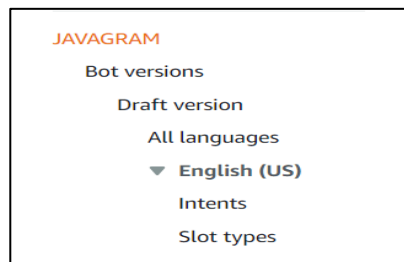 JAVAGRAM
Bot versions
Draft version
All languages
English (US)
Intents
Slot types